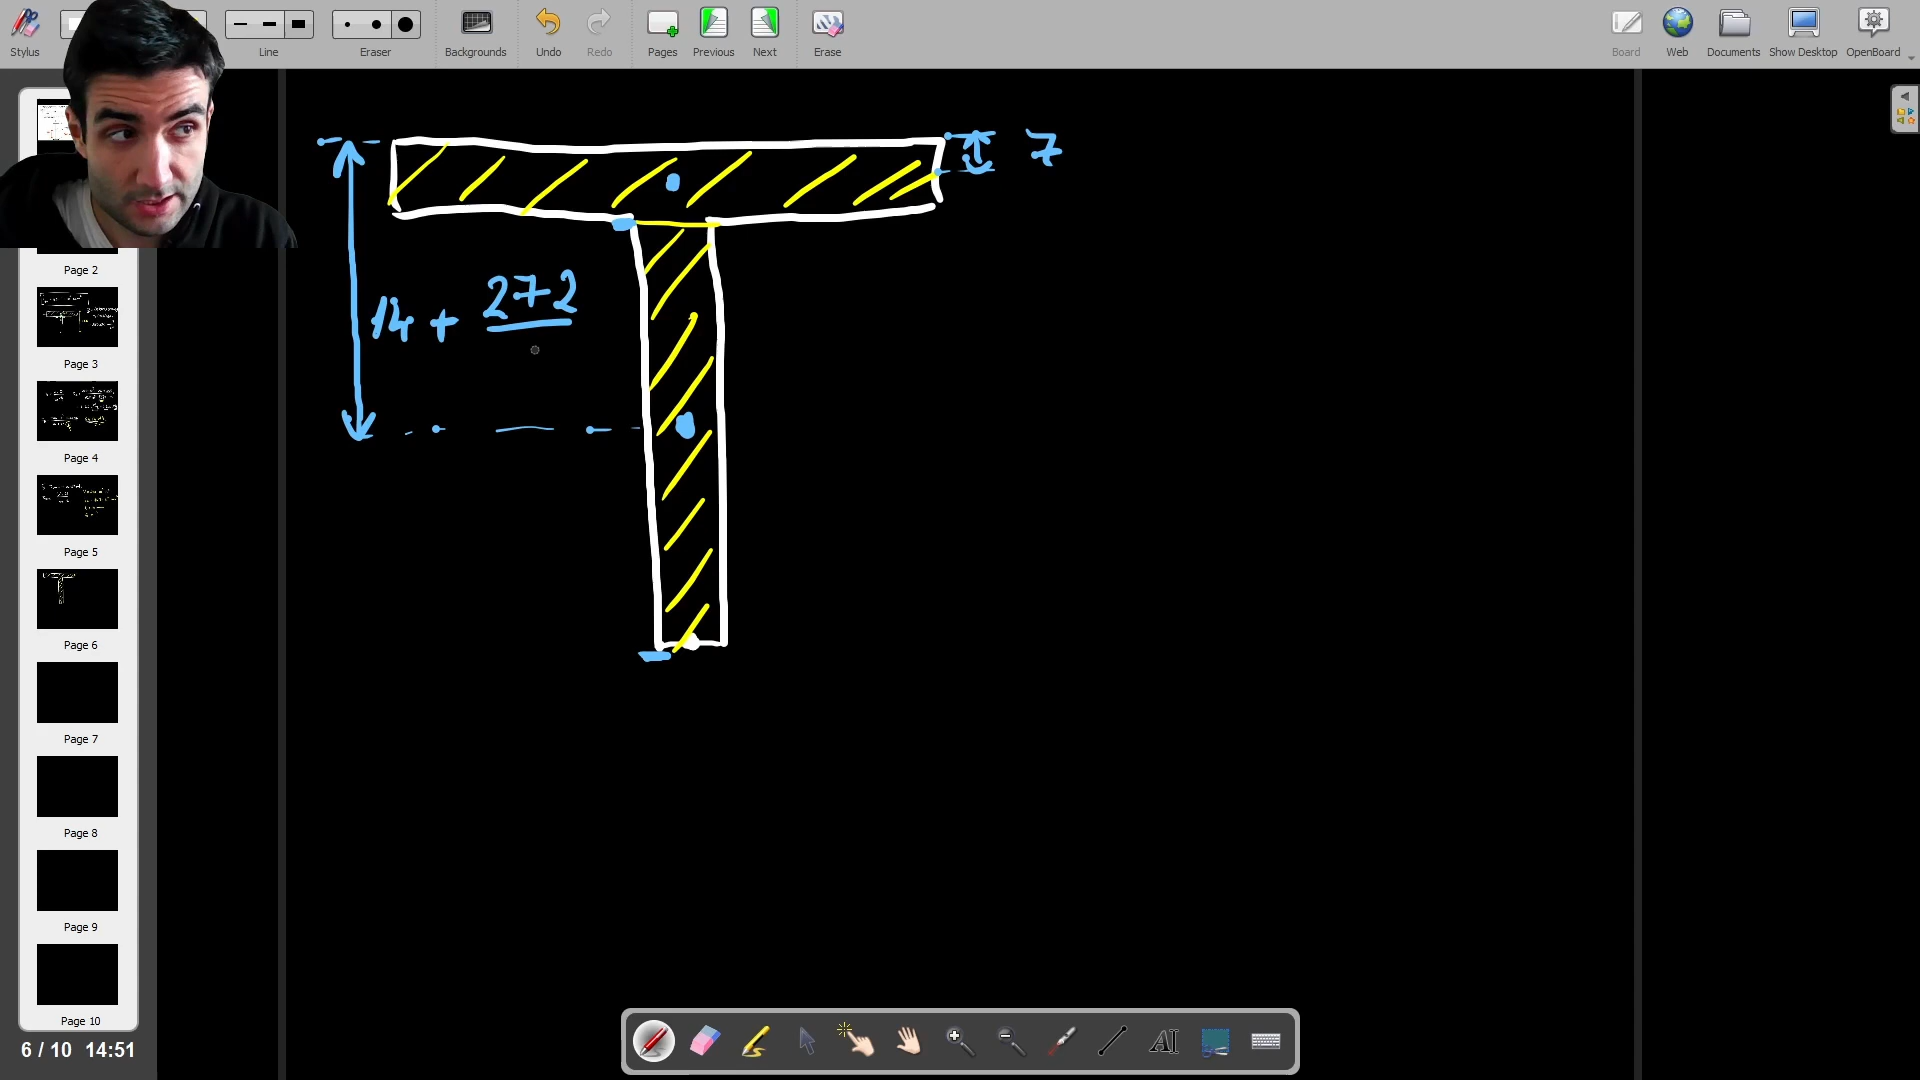 Stylus
Line
Eraser
Backgrounds
Undo
Redo
Pages
Previous
Next
Erase
Board
Web
Documents
Show Desktop
OpenBoard
7
14 + 272
Page 2
Page 3
Page 4
Page 5
Page 6
Page 7
Page 8
Page 9
Page 10
6 / 10 14:51
AI